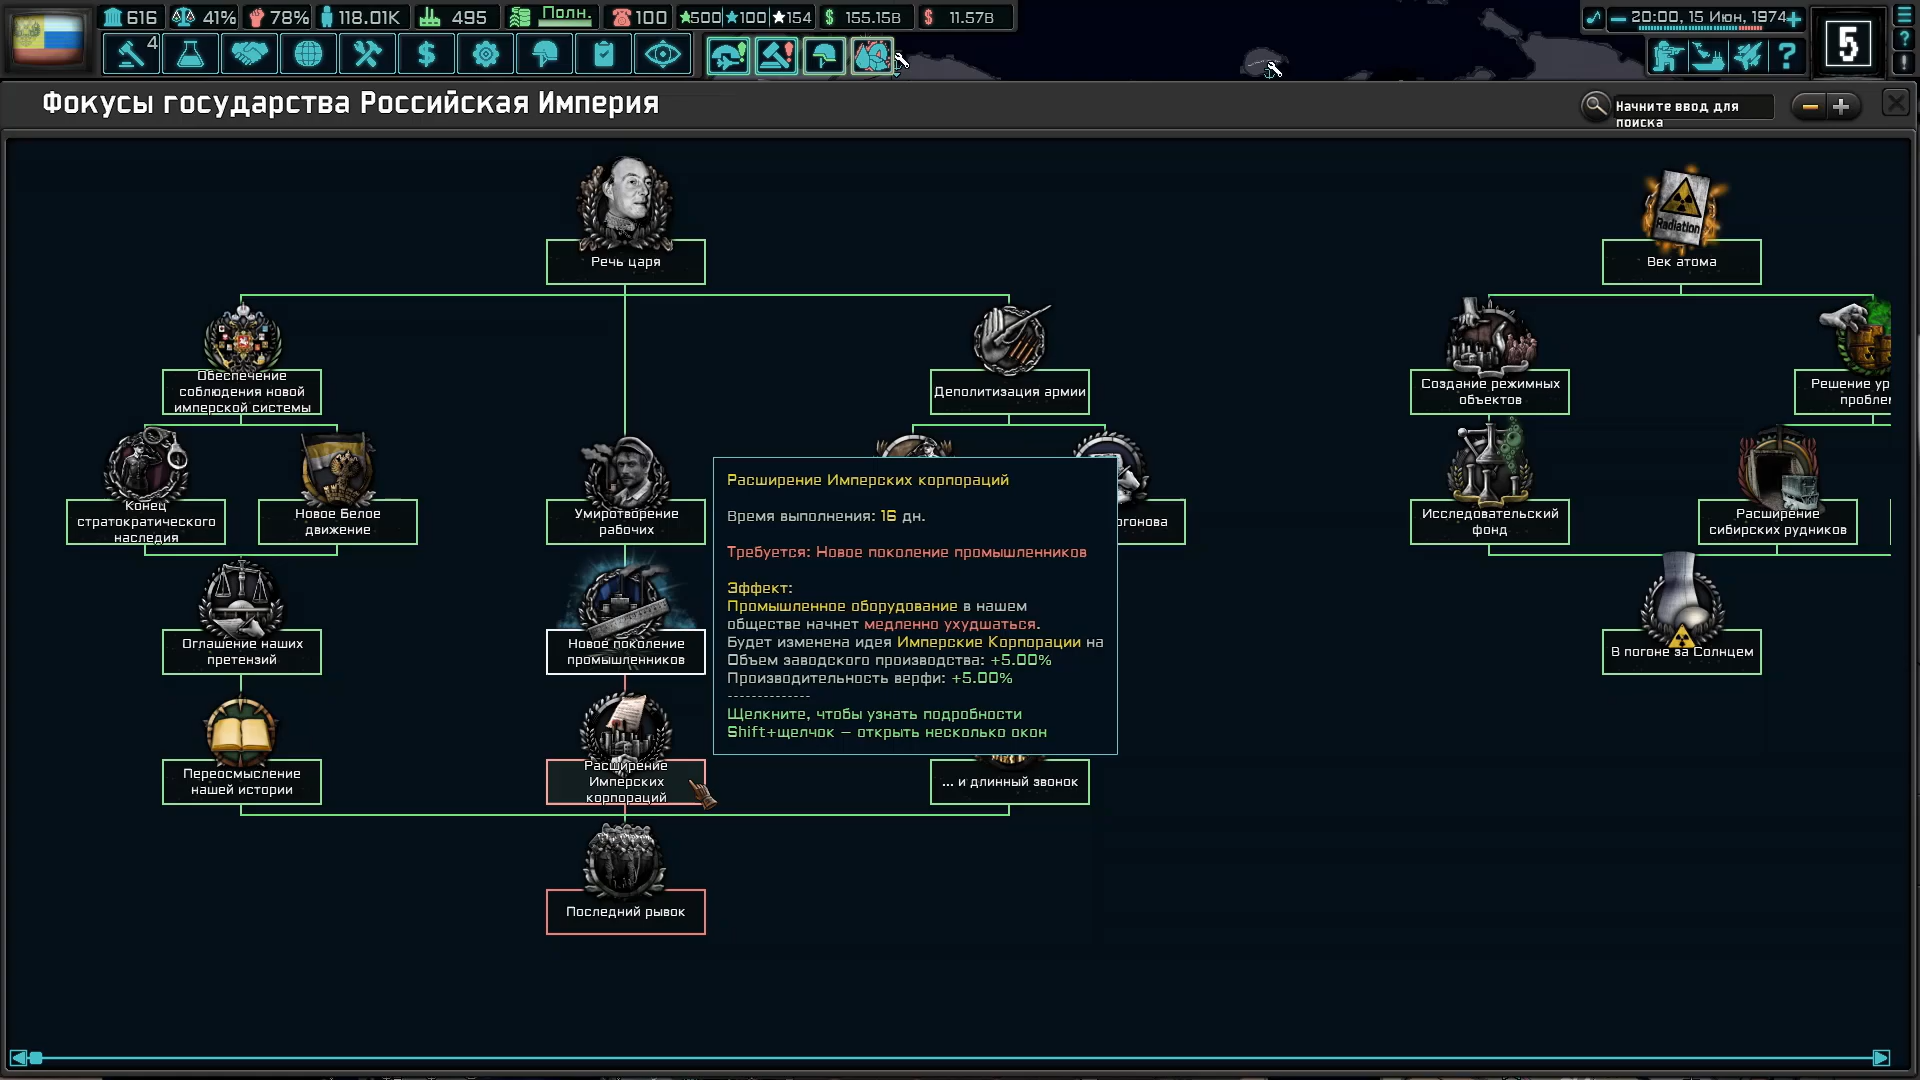 616
41%
78%
118.01K
495
Полн.
100
500
100
154
$ 155.15B
$ 11.57B
20:00, 15 Июн, 1974
4
$
?
5
?
!
Фокусы государства Российская Империя
Начните ввод для
поиска
Речь царя
Radiation
Век атома
Обеспечение
соблюдения новой
имперской системы
Деполитизация армии
Создание режимных
объектов
Решение ур
пробле
Конец
стратократического
наследия
Новое Белое
движение
Умиротворение
рабочих
огонова
Исследовательский
фонд
Расширение
сибирских рудников
Расширение Имперских корпораций
Время выполнения: 16 дн.
Требуется: Новое поколение промышленников
Эффект:
Промышленное оборудование в нашем
обществе начнет медленно ухудшаться.
Будет изменена идея Имперские Корпорации на
Объем заводского производства: +5.00%
Производительность верфи: +5.00%
--------------
Щелкните, чтобы узнать подробности
Shift+щелчок – открыть несколько окон
Оглашение наших
претензий
Новое поколение
промышленников
В погоне за Солнцем
Переосмысление
нашей истории
Расширение
Имперских
корпораций
... и длинный звонок
Последний рывок